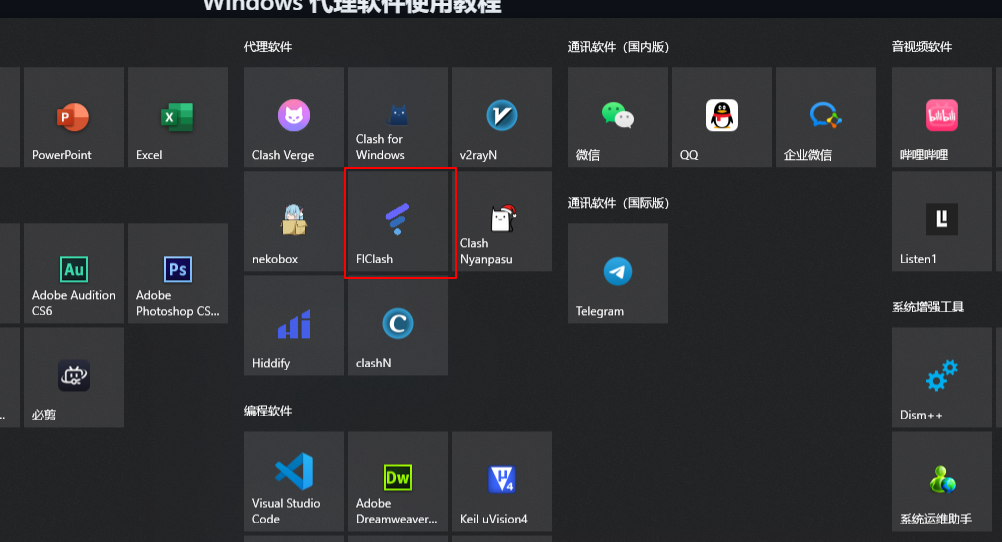 Windows 代理软件使用教程
代理软件
通讯软件（国内版）
音视频软件
PowerPoint
Excel
Clash Verge
Clash for
Windows
v2rayN
微信
QQ
企业微信
哔哩哔哩
通讯软件（国际版）
nekobox
FlClash
Clash
Nyanpasu
Listen1
Au
Adobe Audition
CS6
Ps
Adobe
Photoshop CS...
Telegram
系统增强工具
Hiddify
clashN
Dism++
...
必剪
编程软件
Visual Studio
Code
Dw
Adobe
Dreamweaver...
Keil uVision4
系统运维助手